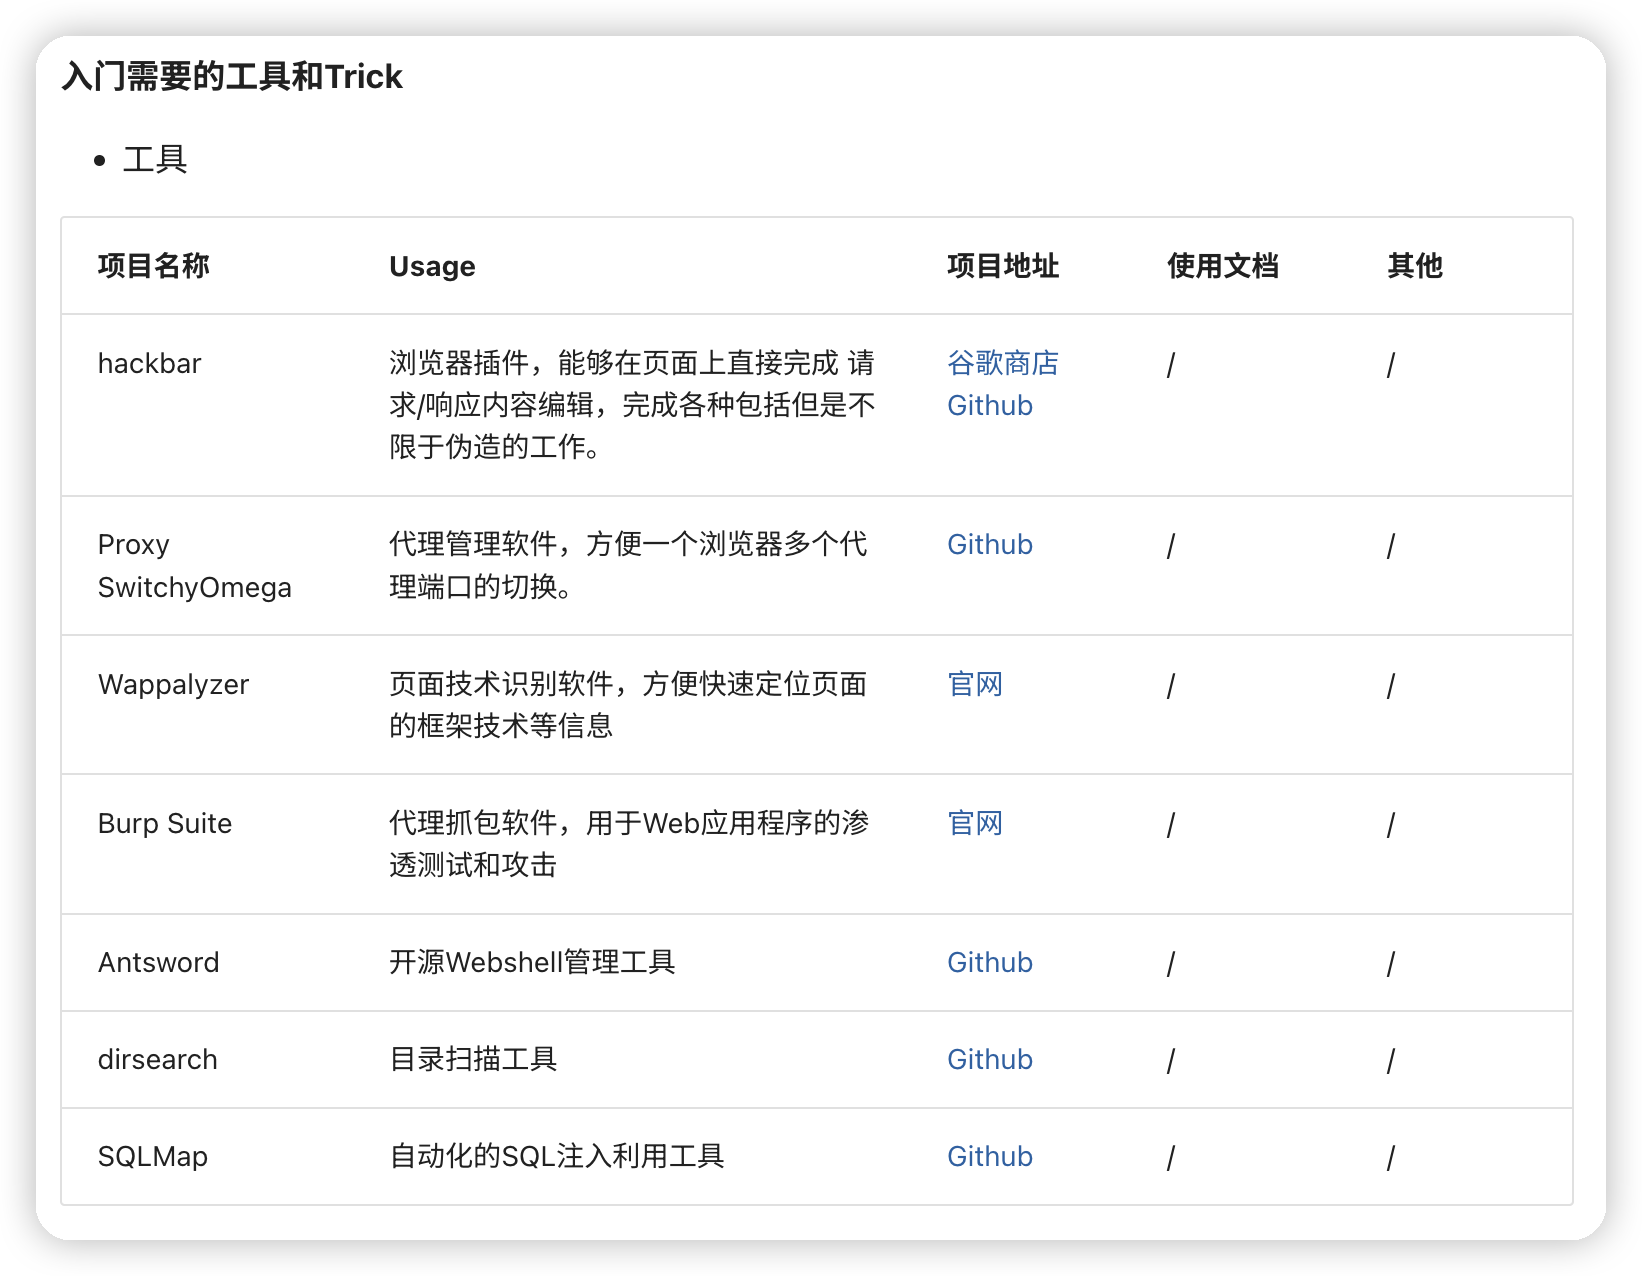 入门需要的工具和Trick
工具
项目名称 Usage 项目地址 使用文档 其他
hackbar 浏览器插件，能够在页面上直接完成 请 谷歌商店 / /
求/响应内容编辑，完成各种包括但是不 Github
限于伪造的工作。
Proxy 代理管理软件，方便一个浏览器多个代 Github / /
SwitchyOmega 理端口的切换。
Wappalyzer 页面技术识别软件，方便快速定位页面 官网 / /
的框架技术等信息
Burp Suite 代理抓包软件，用于Web应用程序的渗 官网 / /
透测试和攻击
Antsword 开源Webshell管理工具 Github / /
dirsearch 目录扫描工具 Github / /
SQLMap 自动化的SQL注入利用工具 Github / /